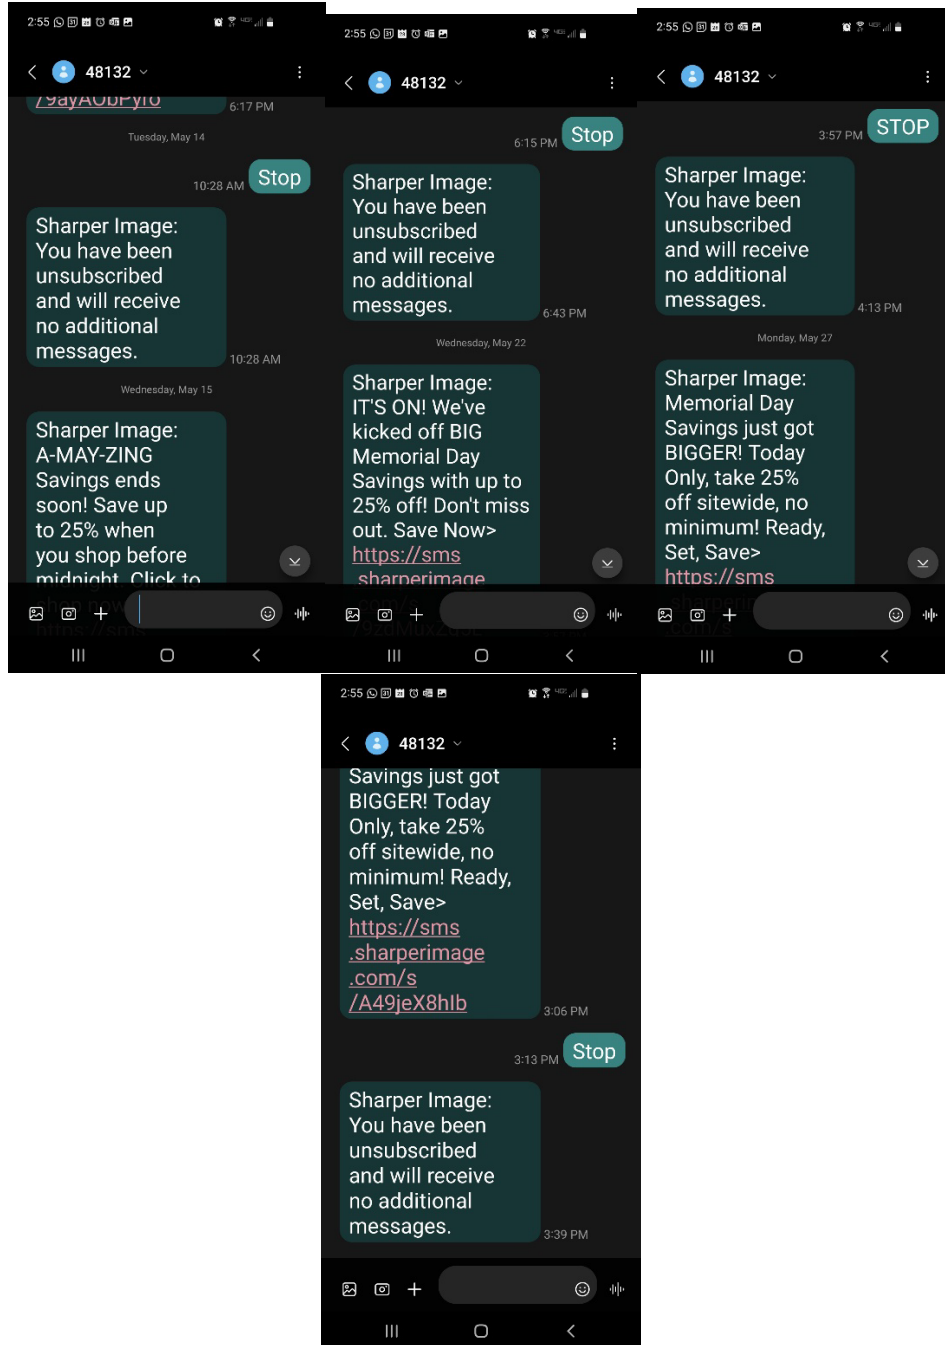 2:55
48132
/9ayAObPyro
6:17 PM
Tuesday, May 14
10:28 AM Stop
Sharper Image:
You have been
unsubscribed
and will receive
no additional
messages.
10:28 AM
Wednesday, May 15
Sharper Image:
A-MAY-ZING
Savings ends
soon! Save up
to 25% when
you shop before
midnight. Click to
shop now
https://sms
2:55
48132
6:15 PM Stop
Sharper Image:
You have been
unsubscribed
and will receive
no additional
messages.
6:43 PM
Wednesday, May 22
Sharper Image:
IT'S ON! We've
kicked off BIG
Memorial Day
Savings with up to
25% off! Don't miss
out. Save Now>
https://sms
.sharperimage
.com/s
2:55
48132
3:57 PM STOP
Sharper Image:
You have been
unsubscribed
and will receive
no additional
messages.
4:13 PM
Monday, May 27
Sharper Image:
Memorial Day
Savings just got
BIGGER! Today
Only, take 25%
off sitewide, no
minimum! Ready,
Set, Save>
https://sms
.sharperim
.com/s
2:55
48132
Savings just got
BIGGER! Today
Only, take 25%
off sitewide, no
minimum! Ready,
Set, Save>
https://sms
.sharperimage
.com/s
/A49jeX8hIb
3:06 PM
3:13 PM Stop
Sharper Image:
You have been
unsubscribed
and will receive
no additional
messages.
3:39 PM